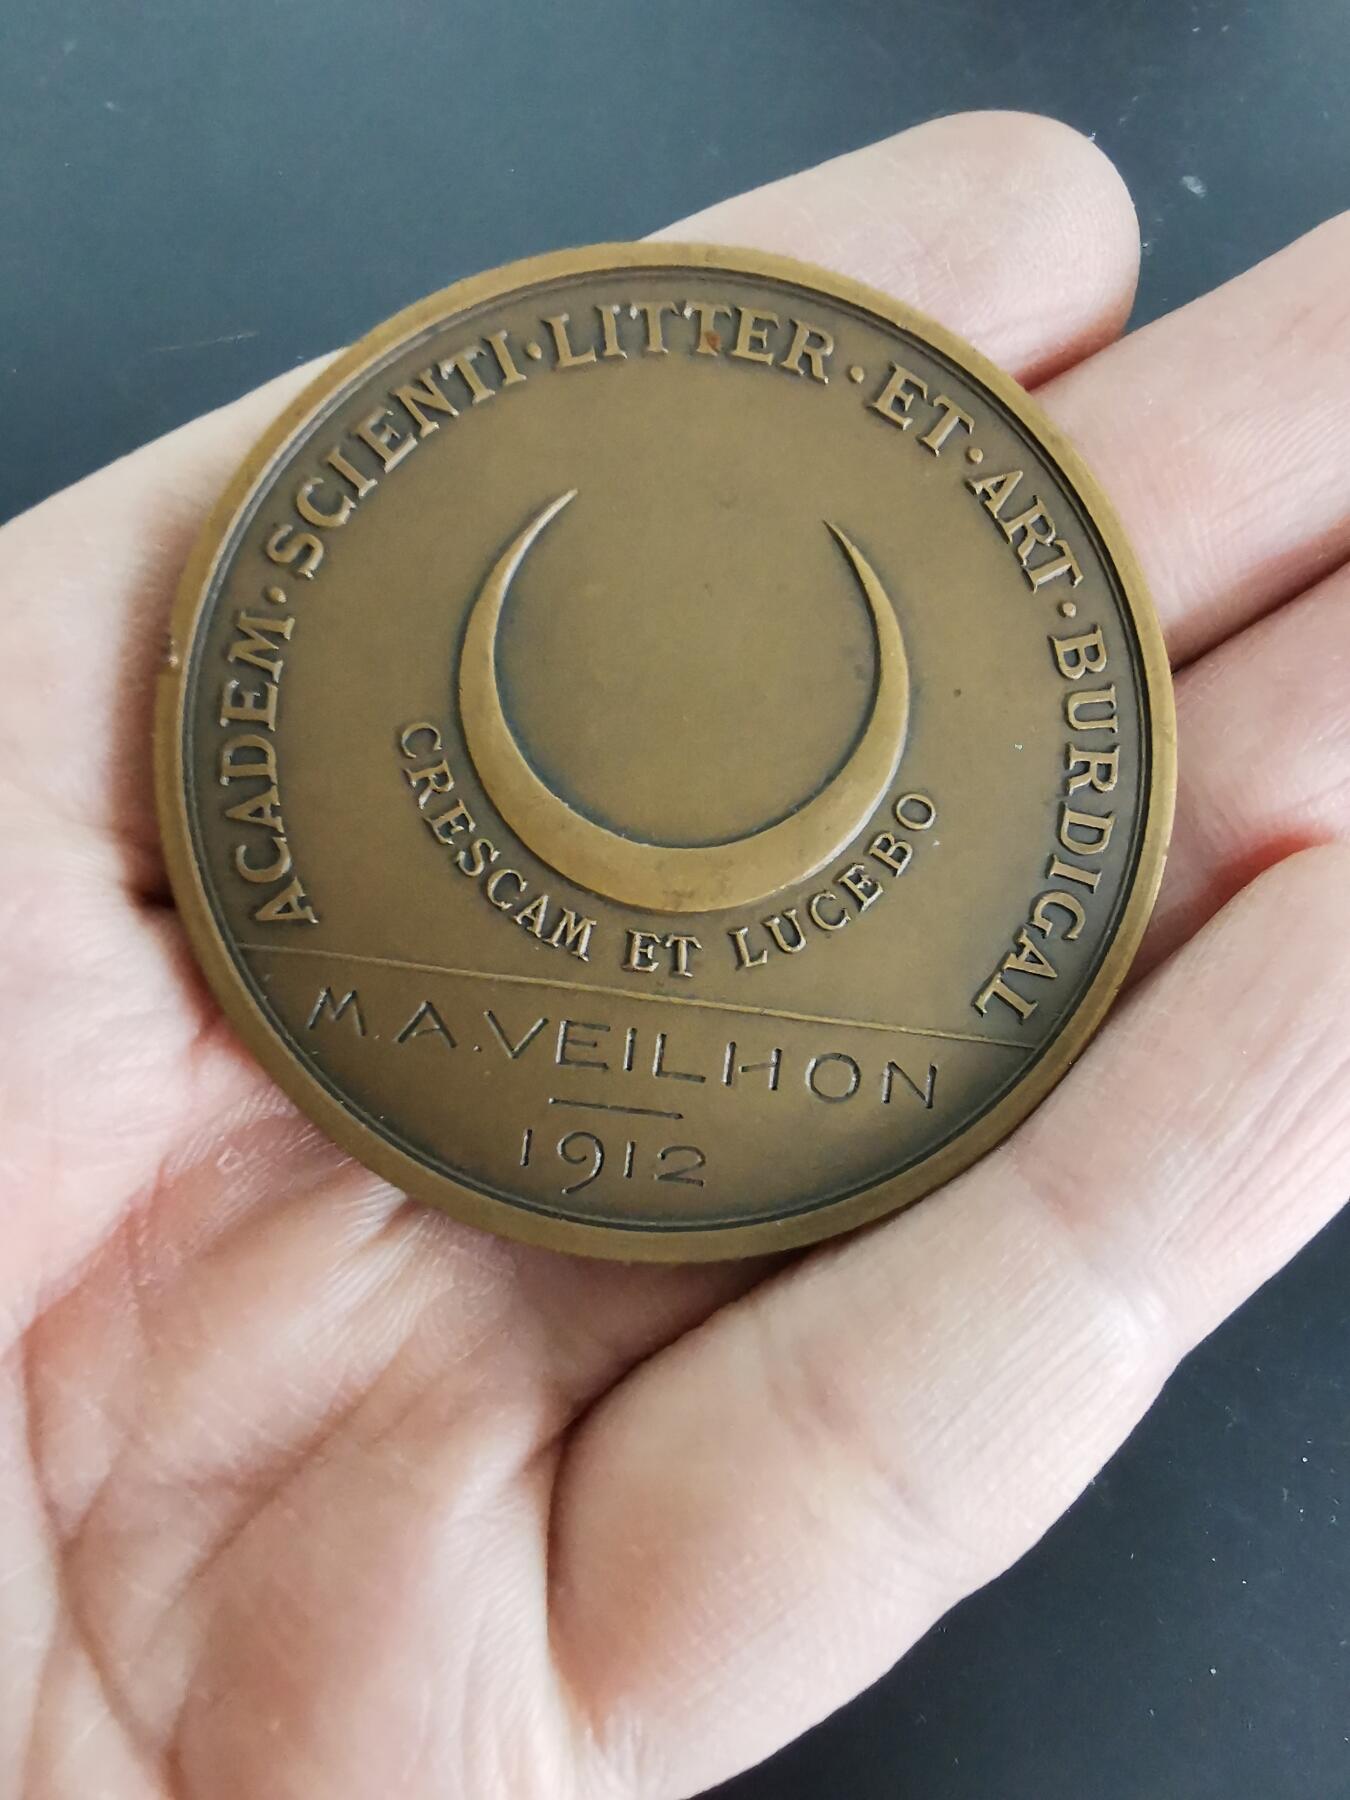 ACADEM·SCIENTI·LITTER·ET·ART·BURDIGAL
CRESCAM ET LUCEBO
M.A.VEILHON
1912